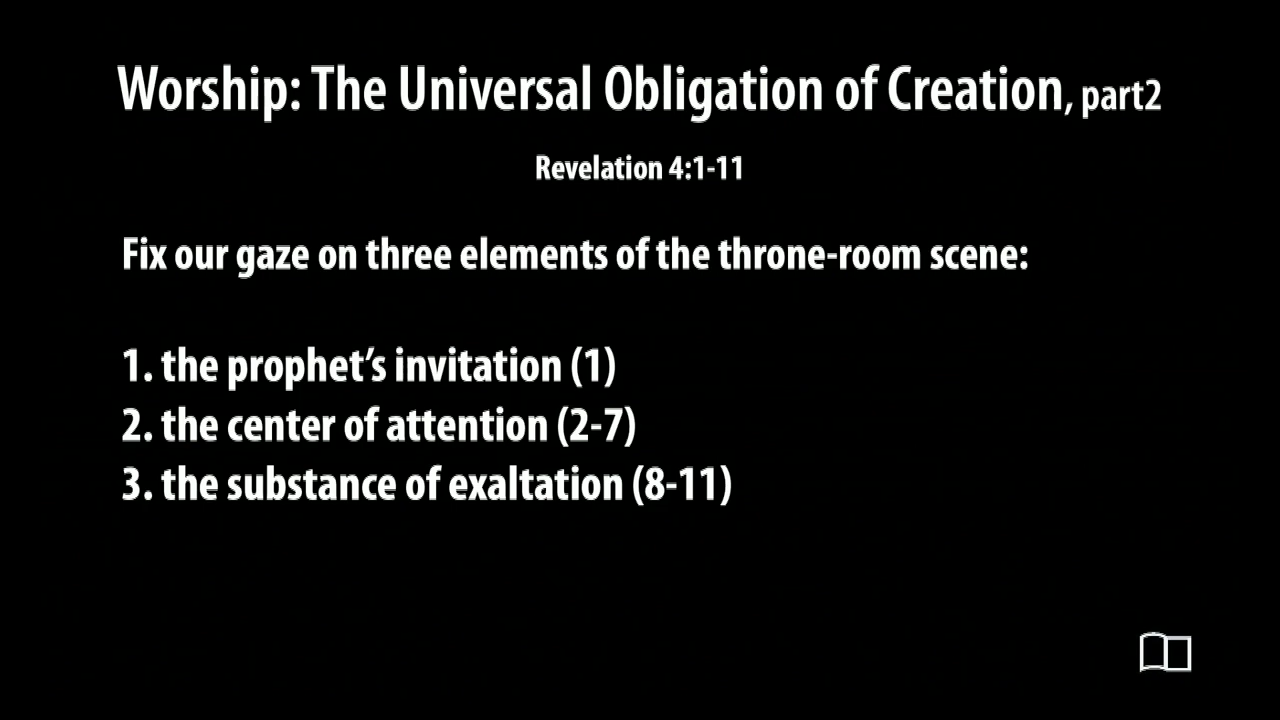 Worship: The Universal Obligation of Creation, part2
Revelation 4:1-11
Fix our gaze on three elements of the throne-room scene:
1. the prophet’s invitation (1)
2. the center of attention (2-7)
3. the substance of exaltation (8-11)